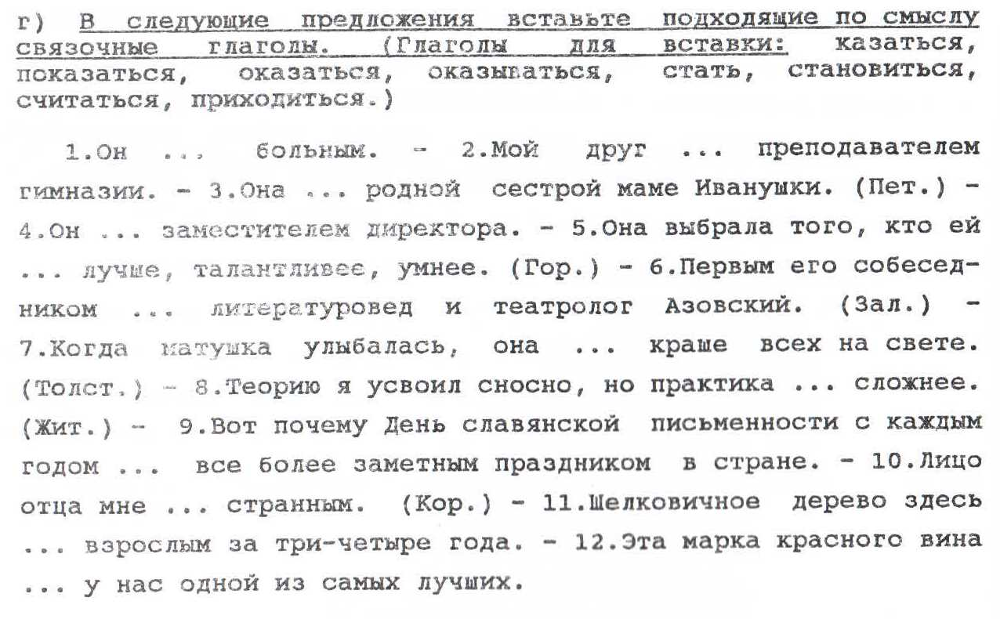 г) В следующие предложения вставьте подходящие по смыслу
связочные глаголы. (Глаголы для вставки: казаться,
показаться, оказаться, оказываться, стать, становиться,
считаться, приходиться.)
1.Он ... больным. - 2.Мой друг ... преподавателем
гимназии. - 3.Она ... родной сестрой маме Иванушки. (Пет.) -
4.Он ... заместителем директора. - 5.Она выбрала того, кто ей
... лучше, талантливее, умнее. (Гор.) - 6.Первым его собесед-
ником ... литературовед и театролог Азовский. (Зал.) -
7.Когда матушка улыбалась, она ... краше всех на свете.
(Толст.) - 8.Теорию я усвоил сносно, но практика ... сложнее.
(Жит.) - 9.Вот почему День славянской письменности с каждым
годом ... все более заметным праздником в стране. - 10.Лицо
отца мне ... странным. (Кор.) - 11.Шелковичное дерево здесь
... взрослым за три-четыре года. - 12.Эта марка красного вина
... у нас одной из самых лучших.